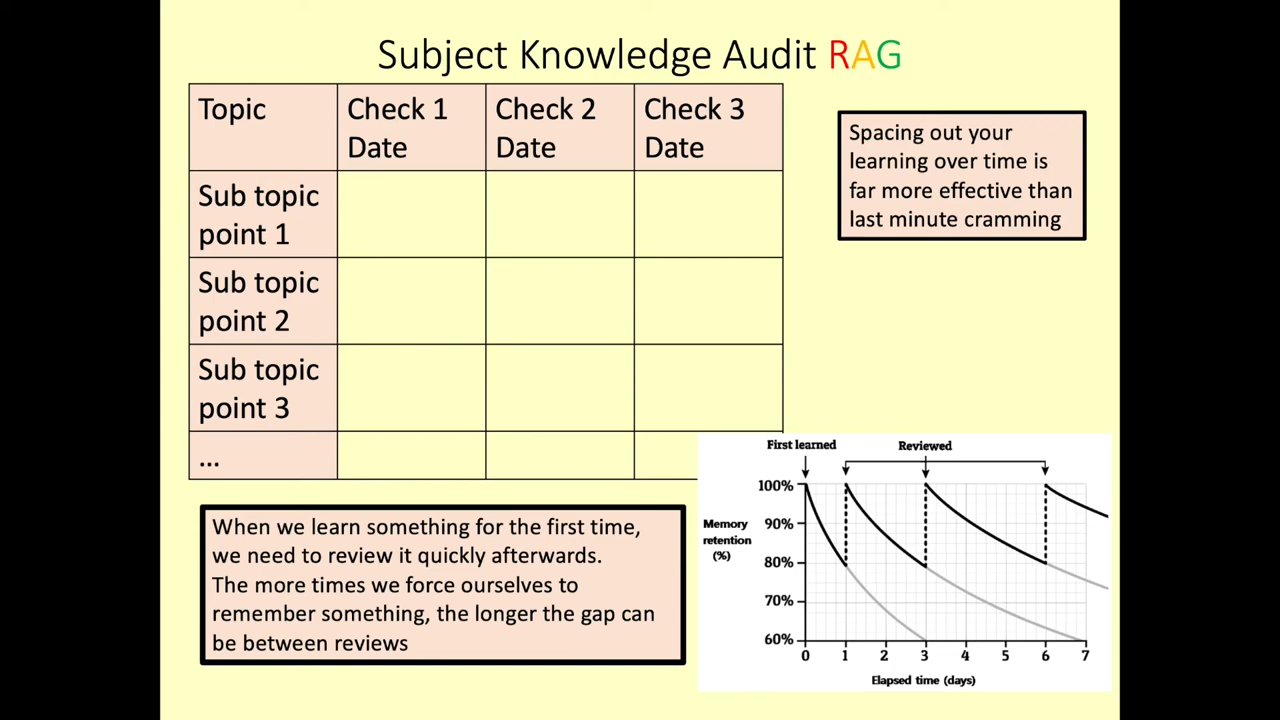 Subject Knowledge Audit RAG
Topic
Check 1
Date
Check 2
Date
Check 3
Date
Sub topic
point 1
Sub topic
point 2
Sub topic
point 3
...
Spacing out your
learning over time is
far more effective than
last minute cramming
When we learn something for the first time,
we need to review it quickly afterwards.
The more times we force ourselves to
remember something, the longer the gap can
be between reviews
First learned
Reviewed
Memory
retention
(%)
100%
90%
80%
70%
60%
0 1 2 3 4 5 6 7
Elapsed time (days)